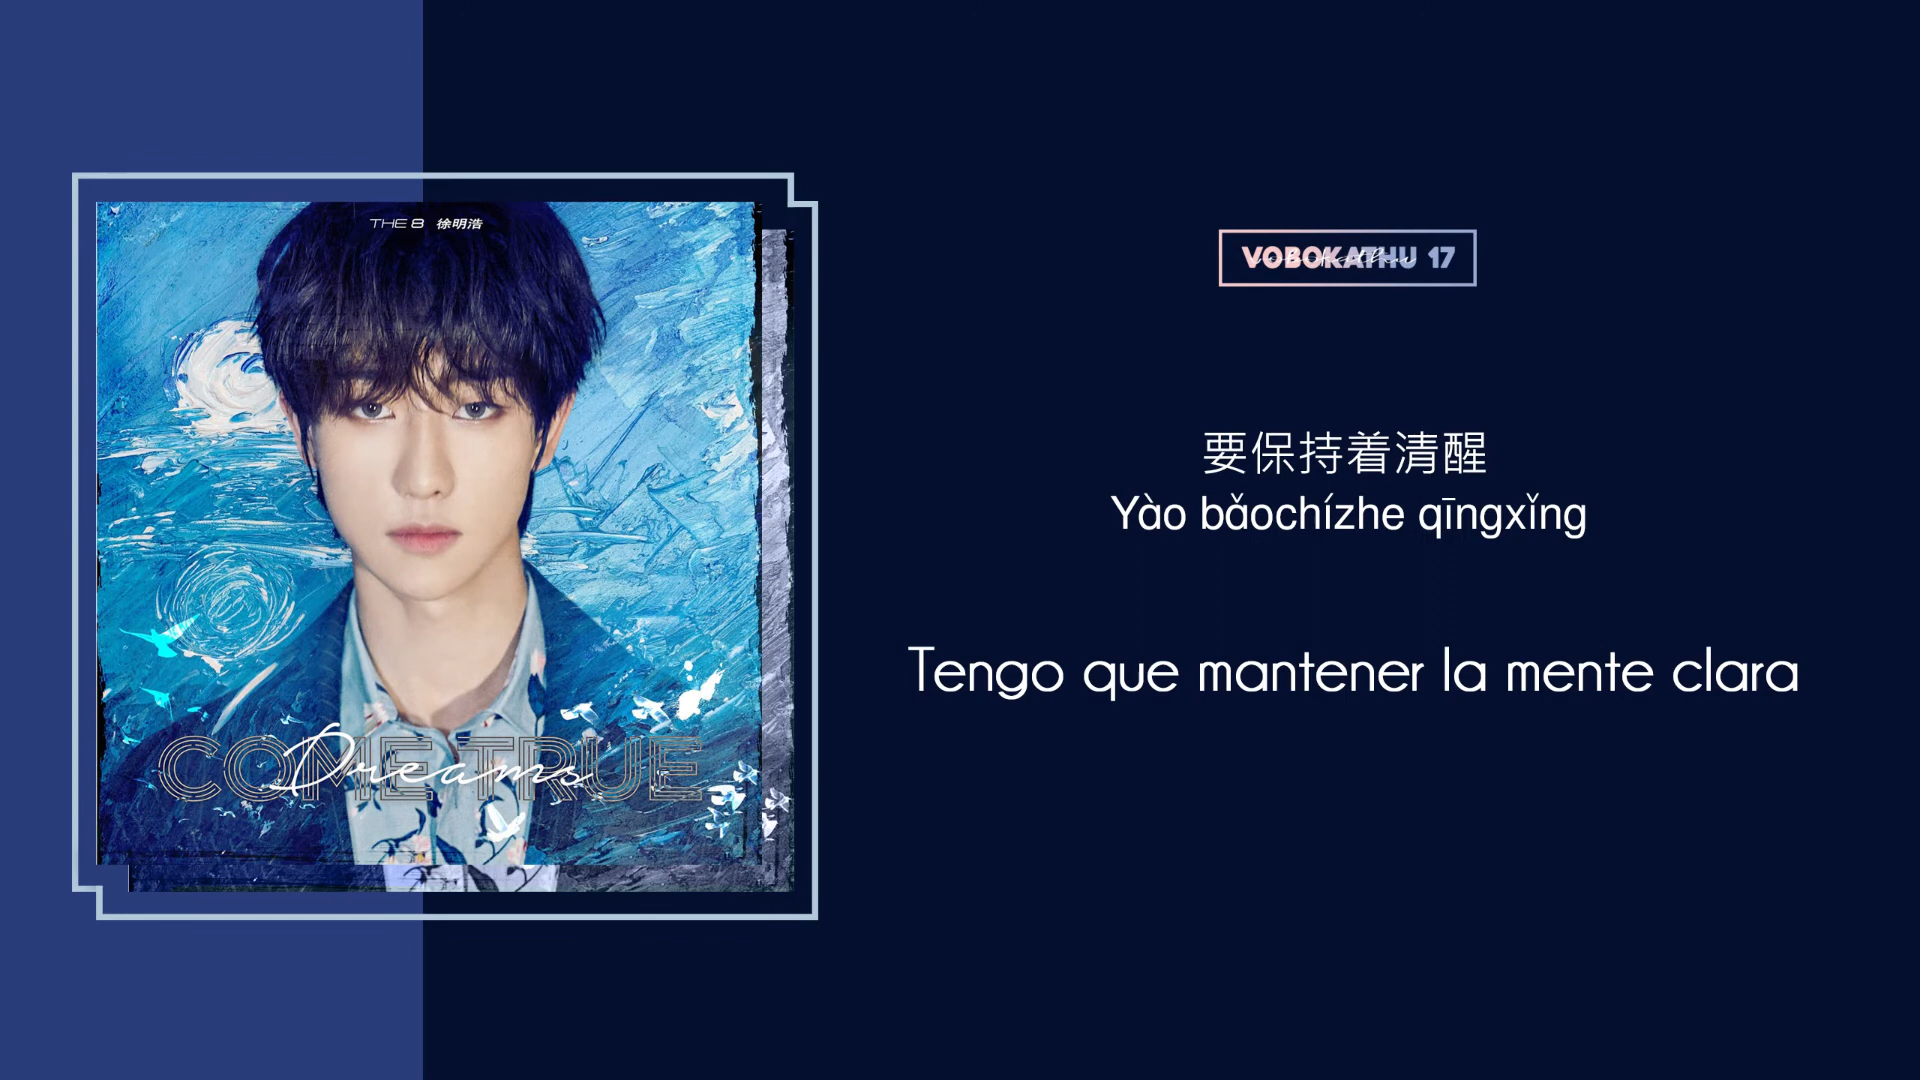 THE 8 徐明浩
COME TRUE
Dreams
VOBOKATHU 17
要保持着清醒
Yào bǎochízhe qīngxǐng
Tengo que mantener la mente clara